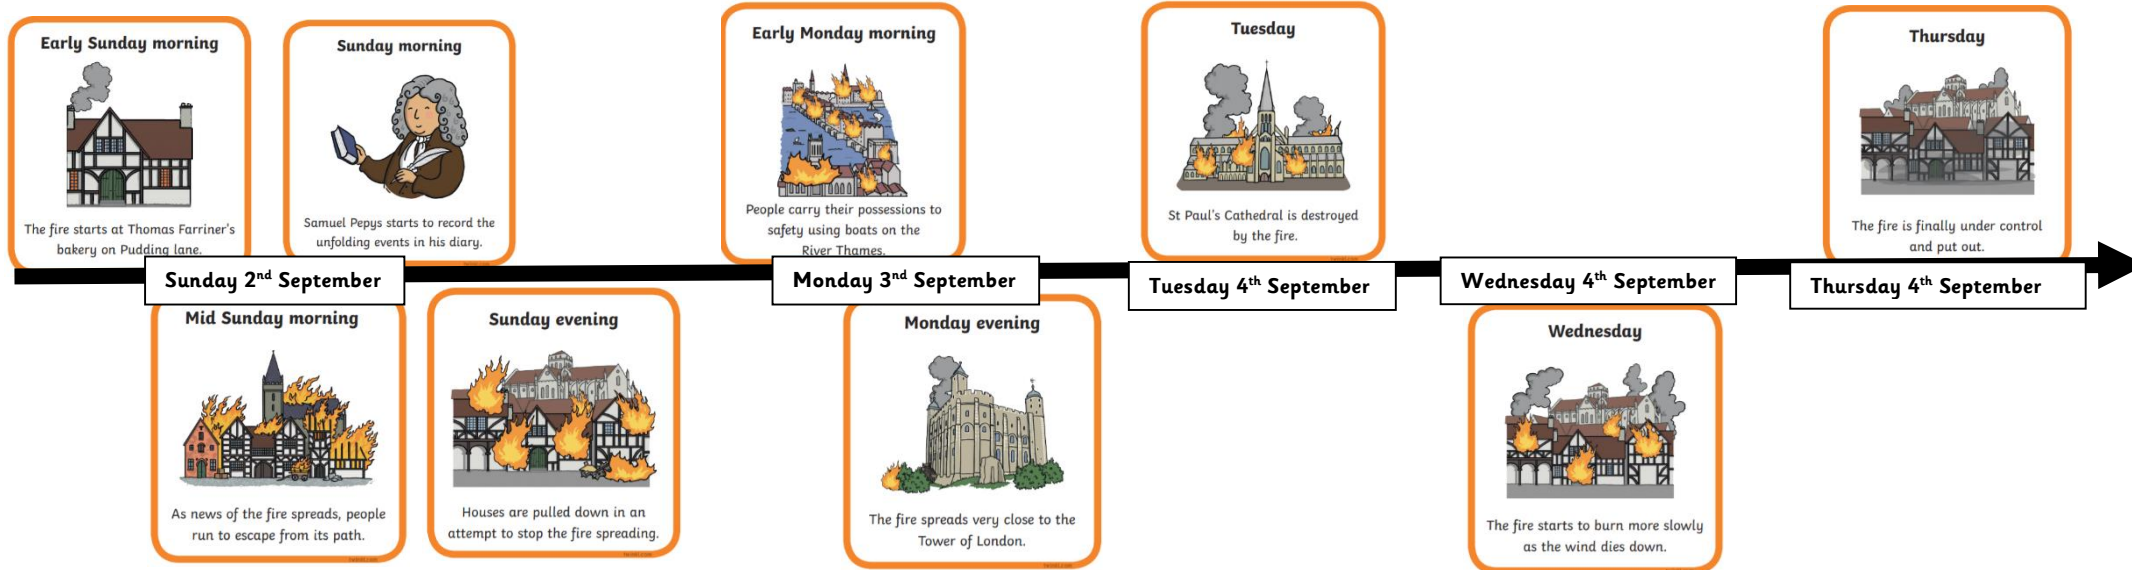 Early Sunday morning
The fire starts at Thomas Farriner's
bakery on Pudding lane.
Sunday morning
Samuel Pepys starts to record the
unfolding events in his diary.
Early Monday morning
People carry their possessions to
safety using boats on the
River Thames.
Tuesday
St Paul's Cathedral is destroyed
by the fire.
Thursday
The fire is finally under control
and put out.
Sunday 2nd September
Monday 3rd September
Tuesday 4th September
Wednesday 4th September
Thursday 4th September
Mid Sunday morning
As news of the fire spreads, people
run to escape from its path.
Sunday evening
Houses are pulled down in an
attempt to stop the fire spreading.
Monday evening
The fire spreads very close to the
Tower of London.
Wednesday
The fire starts to burn more slowly
as the wind dies down.